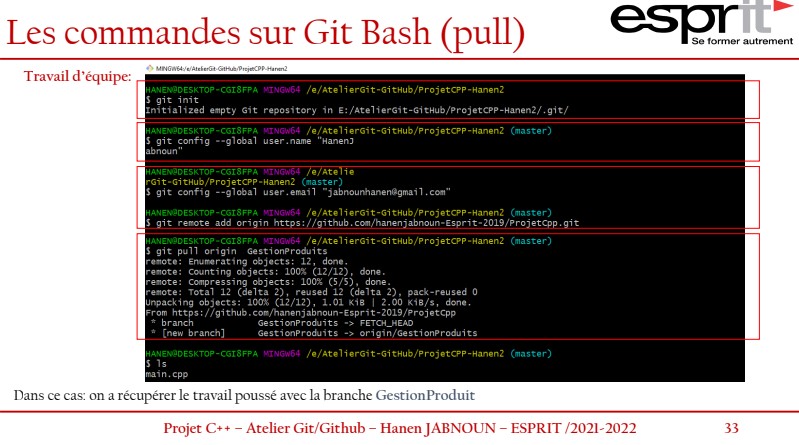 Les commandes sur Git Bash (pull)
esprit
Se former autrement
Travail d'équipe:
MINGW64:/e/AtelierGit-GitHub/ProjetCPP-Hanen2
HANEN@DESKTOP-CGI8FPA MINGW64 /e/AtelierGit-GitHub/ProjetCPP-Hanen2
$ git init
Initialized empty Git repository in E:/AtelierGit-GitHub/ProjetCPP-Hanen2/.git/
HANEN@DESKTOP-CGI8FPA MINGW64 /e/AtelierGit-GitHub/ProjetCPP-Hanen2 (master)
$ git config --global user.name "HanenJ
abnoun"
HANEN@DESKTOP-CGI8FPA MINGW64 /e/Atelie
rGit-GitHub/ProjetCPP-Hanen2 (master)
$ git config --global user.email "jabnounhanen@gmail.com"
HANEN@DESKTOP-CGI8FPA MINGW64 /e/AtelierGit-GitHub/ProjetCPP-Hanen2 (master)
$ git remote add origin https://github.com/hanenjabnoun-Esprit-2019/ProjetCpp.git
HANEN@DESKTOP-CGI8FPA MINGW64 /e/AtelierGit-GitHub/ProjetCPP-Hanen2 (master)
$ git pull origin  GestionProduits
remote: Enumerating objects: 12, done.
remote: Counting objects: 100% (12/12), done.
remote: Compressing objects: 100% (5/5), done.
remote: Total 12 (delta 2), reused 12 (delta 2), pack-reused 0
Unpacking objects: 100% (12/12), 1.01 KiB | 2.00 KiB/s, done.
From https://github.com/hanenjabnoun-Esprit-2019/ProjetCpp
 * branch            GestionProduits -> FETCH_HEAD
 * [new branch]      GestionProduits -> origin/GestionProduits
HANEN@DESKTOP-CGI8FPA MINGW64 /e/AtelierGit-GitHub/ProjetCPP-Hanen2 (master)
$ ls
main.cpp
Dans ce cas: on a récupérer le travail poussé avec la branche GestionProduit
Projet C++ – Atelier Git/Github – Hanen JABNOUN – ESPRIT /2021-2022
33